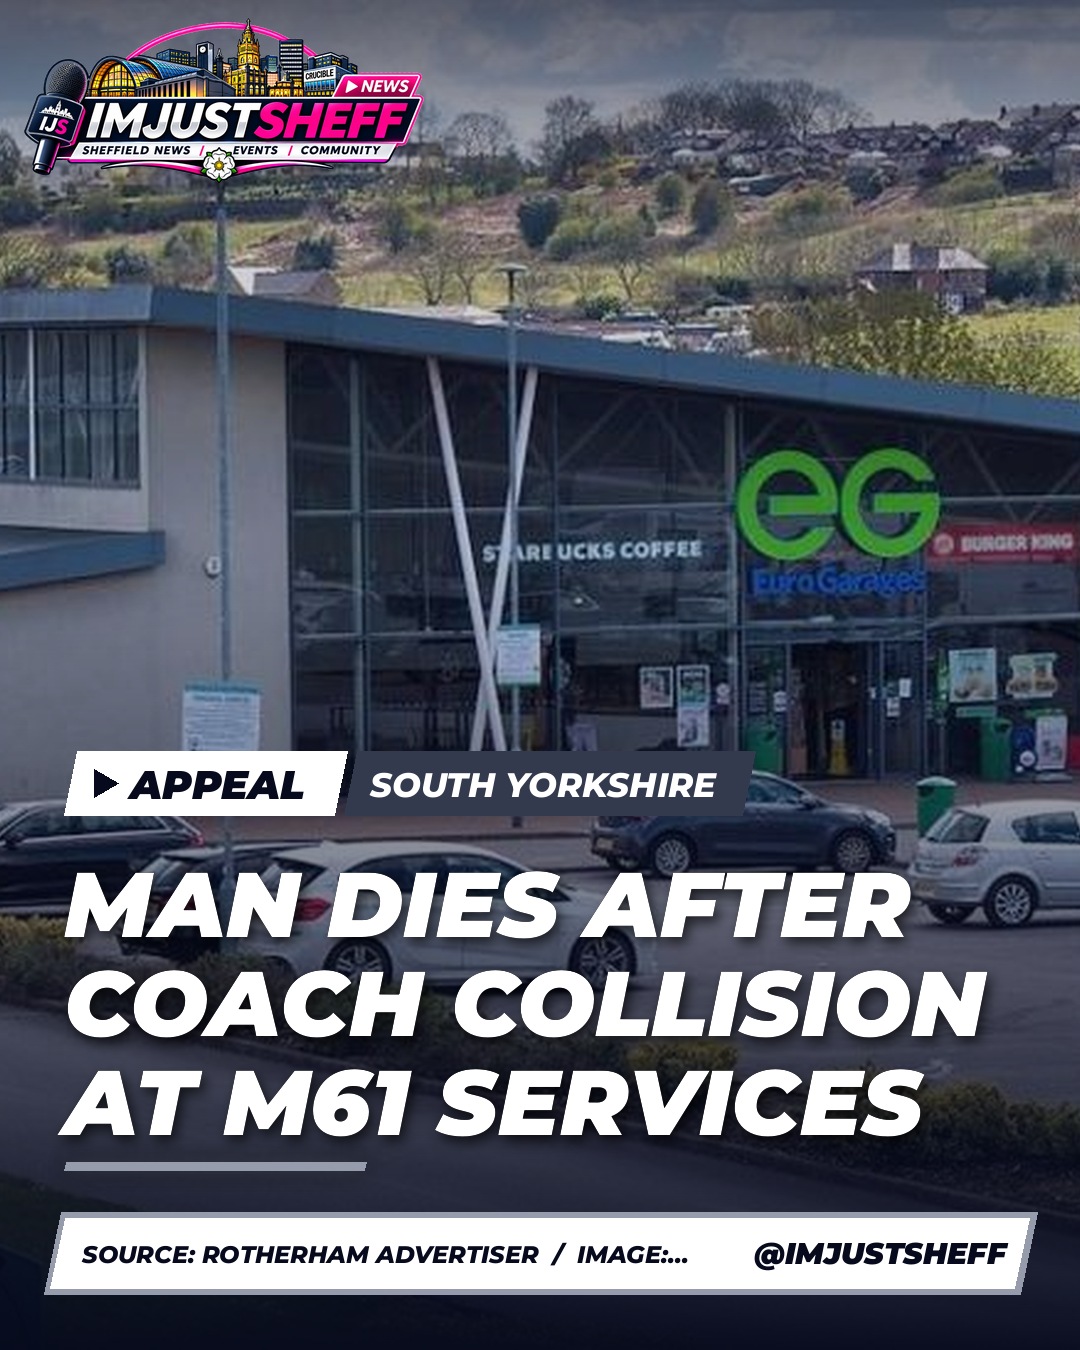 CRUCIBLE
NEWS
IJS
IMJUSTSHEFF
SHEFFIELD NEWS / EVENTS / COMMUNITY
eG
STARBUCKS COFFEE
BURGER KING
EuroGarages
APPEAL
SOUTH YORKSHIRE
MAN DIES AFTER
COACH COLLISION
AT M61 SERVICES
SOURCE: ROTHERHAM ADVERTISER / IMAGE:...
@IMJUSTSHEFF